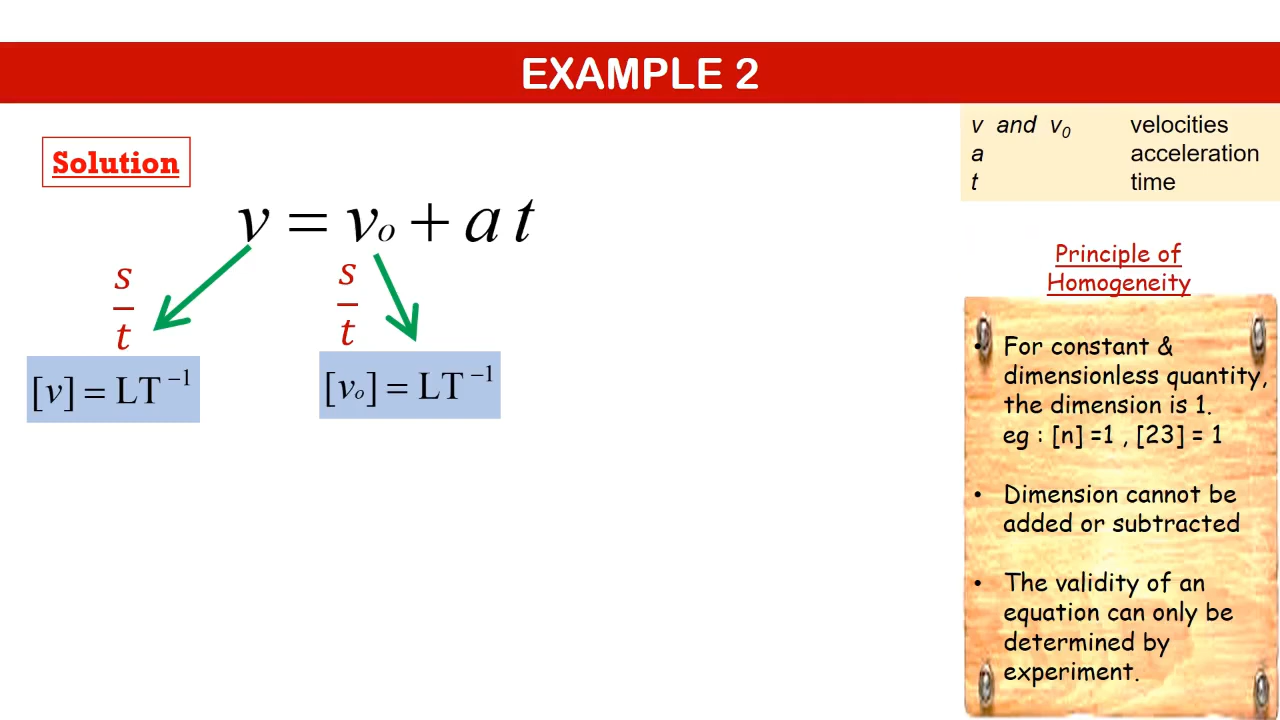 EXAMPLE 2
v and v₀ velocities
a acceleration
t time
Solution
v = vₒ + a t
s
t
s
t
[v] = LT⁻¹
[vₒ] = LT⁻¹
Principle of
Homogeneity
• For constant &
dimensionless quantity,
the dimension is 1.
eg : [n] =1 , [23] = 1
• Dimension cannot be
added or subtracted
• The validity of an
equation can only be
determined by
experiment.